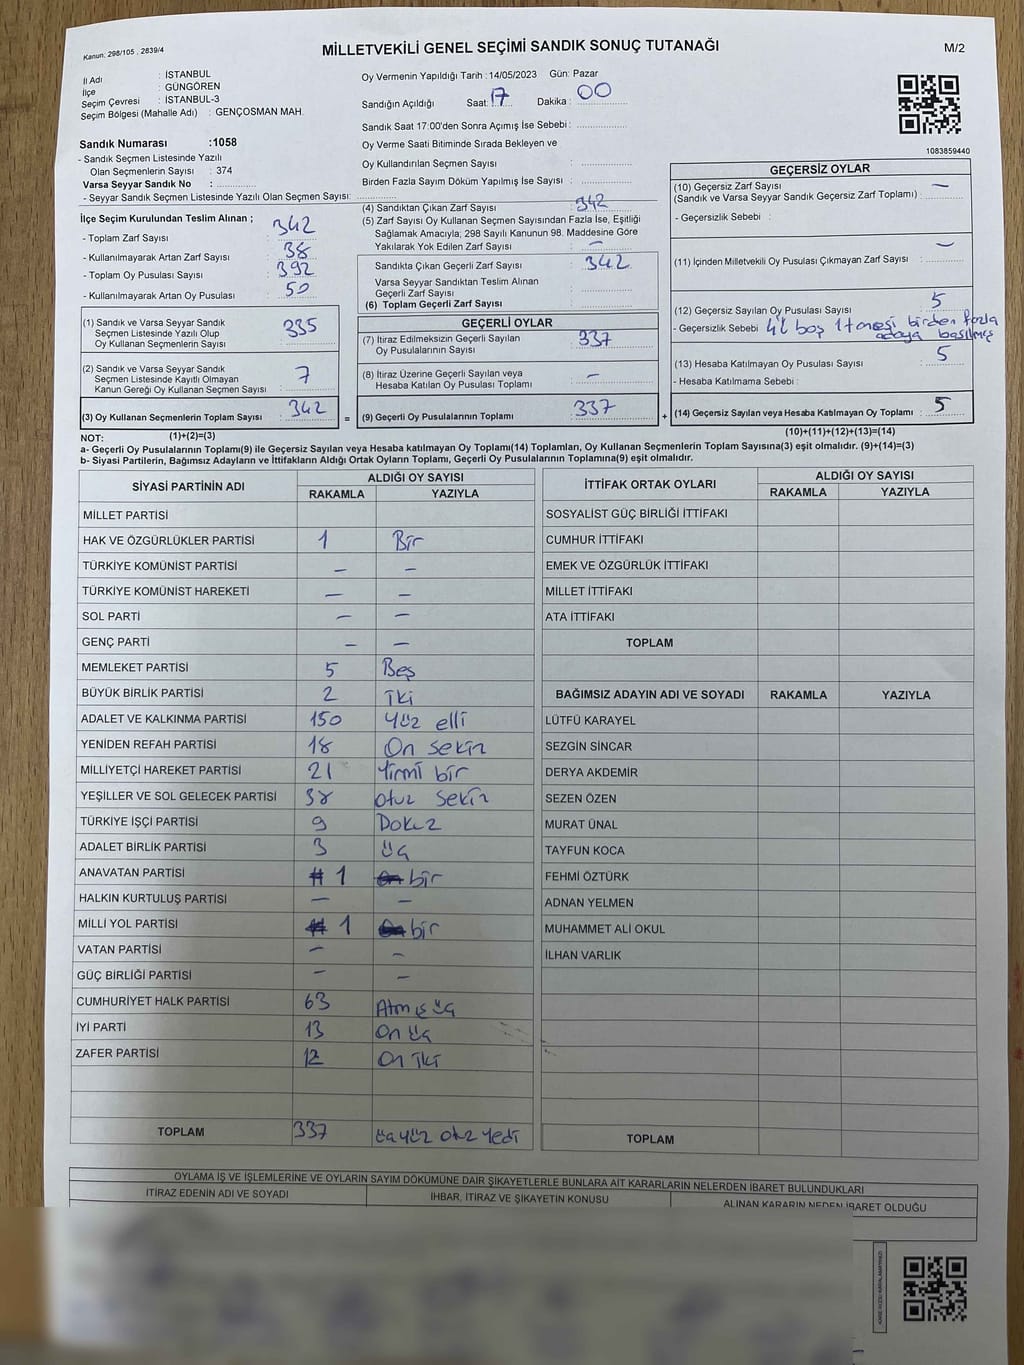 Kanun: 298/105 , 2839/4
MİLLETVEKİLİ GENEL SEÇİMİ SANDIK SONUÇ TUTANAĞI
M/2
İl Adı : İSTANBUL
İlçe : GÜNGÖREN
Seçim Çevresi : İSTANBUL-3
Seçim Bölgesi (Mahalle Adı) : GENÇOSMAN MAH.
Sandık Numarası :1058
- Sandık Seçmen Listesinde Yazılı
Olan Seçmenlerin Sayısı : 374
Varsa Seyyar Sandık No : ...............
- Seyyar Sandık Seçmen Listesinde Yazılı Olan Seçmen Sayısı: ...............
İlçe Seçim Kurulundan Teslim Alınan ;
- Toplam Zarf Sayısı : 342
- Kullanılmayarak Artan Zarf Sayısı : 38
- Toplam Oy Pusulası Sayısı : 392
- Kullanılmayarak Artan Oy Pusulası : 50
(1) Sandık ve Varsa Seyyar Sandık
Seçmen Listesinde Yazılı Olup
Oy Kullanan Seçmenlerin Sayısı : 335
(2) Sandık ve Varsa Seyyar Sandık
Seçmen Listesinde Kayıtlı Olmayan
Kanun Gereği Oy Kullanan Seçmen Sayısı : 7
(3) Oy Kullanan Seçmenlerin Toplam Sayısı : 342 =
Oy Vermenin Yapıldığı Tarih : 14/05/2023 Gün: Pazar
Sandığın Açıldığı Saat: 17 Dakika : 00
Sandık Saat 17:00'den Sonra Açımış İse Sebebi : ...............
Oy Verme Saati Bitiminde Sırada Bekleyen ve
Oy Kullandırılan Seçmen Sayısı : ...............
Birden Fazla Sayım Döküm Yapılmış İse Sayısı : ...............
(4) Sandıktan Çıkan Zarf Sayısı : 342
(5) Zarf Sayısı Oy Kullanan Seçmen Sayısından Fazla İse, Eşitliği
Sağlamak Amacıyla; 298 Sayılı Kanunun 98. Maddesine Göre
Yakılarak Yok Edilen Zarf Sayısı : –
Sandıkta Çıkan Geçerli Zarf Sayısı : 342
Varsa Seyyar Sandıktan Teslim Alınan
Geçerli Zarf Sayısı : ...............
(6) Toplam Geçerli Zarf Sayısı : ...............
GEÇERLİ OYLAR
(7) İtiraz Edilmeksizin Geçerli Sayılan
Oy Pusulalarının Sayısı : 337
(8) İtiraz Üzerine Geçerli Sayılan veya
Hesaba Katılan Oy Pusulası Toplamı : –
(9) Geçerli Oy Pusulalarının Toplamı : 337 +
1083859440
GEÇERSİZ OYLAR
(10) Geçersiz Zarf Sayısı –
(Sandık ve Varsa Seyyar Sandık Geçersiz Zarf Toplamı) :
- Geçersizlik Sebebi :
(11) İçinden Milletvekili Oy Pusulası Çıkmayan Zarf Sayısı : –
(12) Geçersiz Sayılan Oy Pusulası Sayısı : 5
- Geçersizlik Sebebi : 4'ü boş 1 tanesi birden fazla
adaya basılmış
(13) Hesaba Katılmayan Oy Pusulası Sayısı : 5
- Hesaba Katılmama Sebebi :
(14) Geçersiz Sayılan veya Hesaba Katılmayan Oy Toplamı : 5
(10)+(11)+(12)+(13)=(14)
NOT: (1)+(2)=(3)
a- Geçerli Oy Pusulalarının Toplamı(9) ile Geçersiz Sayılan veya Hesaba katılmayan Oy Toplamı(14) Toplamları, Oy Kullanan Seçmenlerin Toplam Sayısına(3) eşit olmalıdır. (9)+(14)=(3)
b- Siyasi Partilerin, Bağımsız Adayların ve İttifakların Aldığı Ortak Oyların Toplamı, Geçerli Oy Pusulalarının Toplamına(9) eşit olmalıdır.
SİYASİ PARTİNİN ADI ALDIĞI OY SAYISI
RAKAMLA YAZIYLA
MİLLET PARTİSİ
HAK VE ÖZGÜRLÜKLER PARTİSİ 1 Bir
TÜRKİYE KOMÜNİST PARTİSİ – –
TÜRKİYE KOMÜNİST HAREKETİ – –
SOL PARTİ – –
GENÇ PARTİ – –
MEMLEKET PARTİSİ 5 Beş
BÜYÜK BİRLİK PARTİSİ 2 İki
ADALET VE KALKINMA PARTİSİ 150 Yüz elli
YENİDEN REFAH PARTİSİ 18 On sekiz
MİLLİYETÇİ HAREKET PARTİSİ 21 Yirmi bir
YEŞİLLER VE SOL GELECEK PARTİSİ 38 otuz sekiz
TÜRKİYE İŞÇİ PARTİSİ 9 Dokuz
ADALET BİRLİK PARTİSİ 3 üç
ANAVATAN PARTİSİ 1 bir
HALKIN KURTULUŞ PARTİSİ – –
MİLLİ YOL PARTİSİ 1 bir
VATAN PARTİSİ – –
GÜÇ BİRLİĞİ PARTİSİ – –
CUMHURİYET HALK PARTİSİ 63 Atmış üç
İYİ PARTİ 13 On üç
ZAFER PARTİSİ 12 On iki
TOPLAM 337 üçyüz otuz yedi
İTTİFAK ORTAK OYLARI ALDIĞI OY SAYISI
RAKAMLA YAZIYLA
SOSYALİST GÜÇ BİRLİĞİ İTTİFAKI
CUMHUR İTTİFAKI
EMEK VE ÖZGÜRLÜK İTTİFAKI
MİLLET İTTİFAKI
ATA İTTİFAKI
TOPLAM
BAĞIMSIZ ADAYIN ADI VE SOYADI RAKAMLA YAZIYLA
LÜTFÜ KARAYEL
SEZGİN SİNCAR
DERYA AKDEMİR
SEZEN ÖZEN
MURAT ÜNAL
TAYFUN KOCA
FEHMİ ÖZTÜRK
ADNAN YELMEN
MUHAMMET ALİ OKUL
İLHAN VARLIK
TOPLAM
OYLAMA İŞ VE İŞLEMLERİNE VE OYLARIN SAYIM DÖKÜMÜNE DAİR ŞİKAYETLERLE BUNLARA AİT KARARLARIN NELERDEN İBARET BULUNDUKLARI
İTİRAZ EDENİN ADI VE SOYADI İHBAR, İTİRAZ VE ŞİKAYETİN KONUSU ALINAN KARARIN NEDEN İBARET OLDUĞU